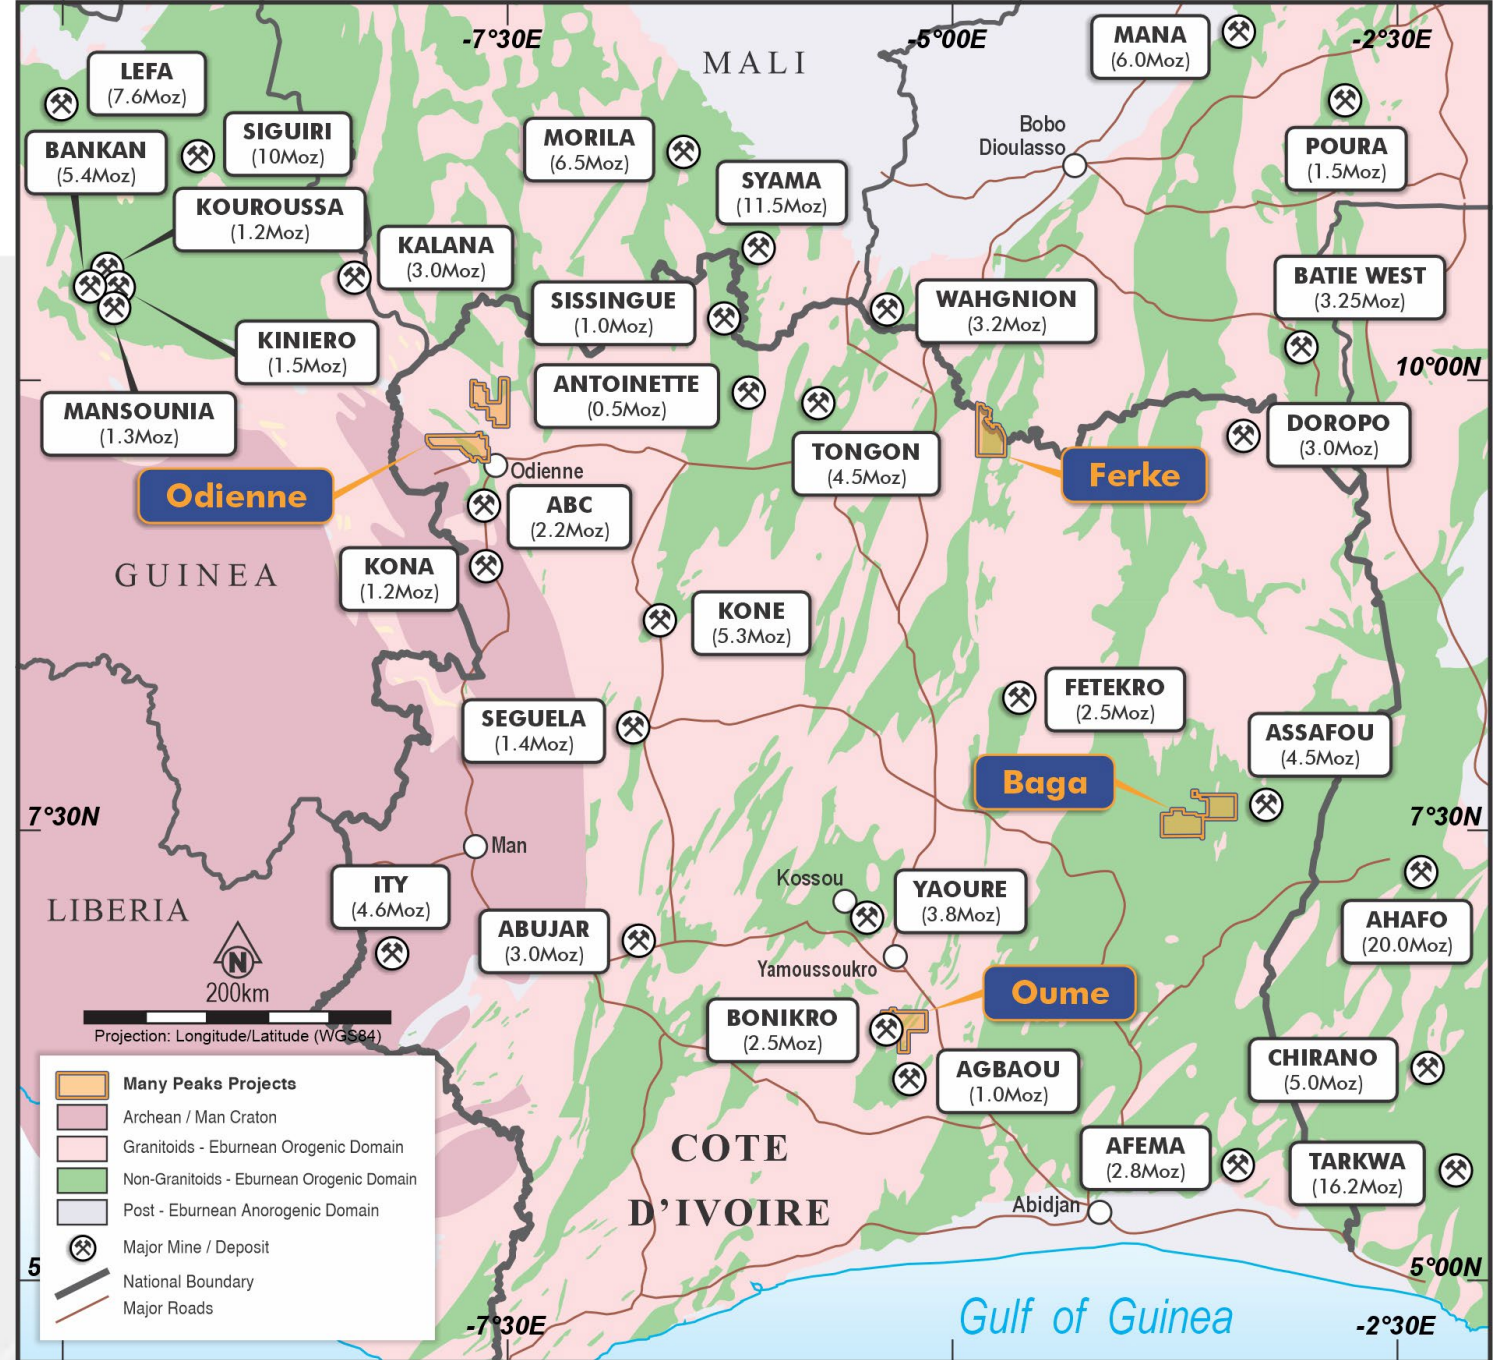 -7°30E
-5°00E
-2°30E
MALI
MANA
(6.0Moz)
LEFA
(7.6Moz)
BANKAN
(5.4Moz)
SIGUIRI
(10Moz)
MORILA
(6.5Moz)
Bobo
Dioulasso
POURA
(1.5Moz)
SYAMA
(11.5Moz)
KOUROUSSA
(1.2Moz)
KALANA
(3.0Moz)
SISSINGUE
(1.0Moz)
WAHGNION
(3.2Moz)
BATIE WEST
(3.25Moz)
KINIERO
(1.5Moz)
10°00N
ANTOINETTE
(0.5Moz)
MANSOUNIA
(1.3Moz)
DOROPO
(3.0Moz)
TONGON
(4.5Moz)
Odienne
Odienne
Ferke
ABC
(2.2Moz)
GUINEA
KONA
(1.2Moz)
KONE
(5.3Moz)
FETEKRO
(2.5Moz)
SEGUELA
(1.4Moz)
ASSAFOU
(4.5Moz)
Baga
7°30N
7°30N
Man
Kossou
ITY
(4.6Moz)
YAOURE
(3.8Moz)
LIBERIA
ABUJAR
(3.0Moz)
AHAFO
(20.0Moz)
N
200km
Yamoussoukro
Oume
Projection: Longitude/Latitude (WGS84)
BONIKRO
(2.5Moz)
AGBAOU
(1.0Moz)
CHIRANO
(5.0Moz)
Many Peaks Projects
Archean / Man Craton
Granitoids - Eburnean Orogenic Domain
Non-Granitoids - Eburnean Orogenic Domain
Post - Eburnean Anorogenic Domain
Major Mine / Deposit
National Boundary
Major Roads
COTE
D'IVOIRE
AFEMA
(2.8Moz)
TARKWA
(16.2Moz)
Abidjan
5
5°00N
Gulf of Guinea
-7°30E
-2°30E